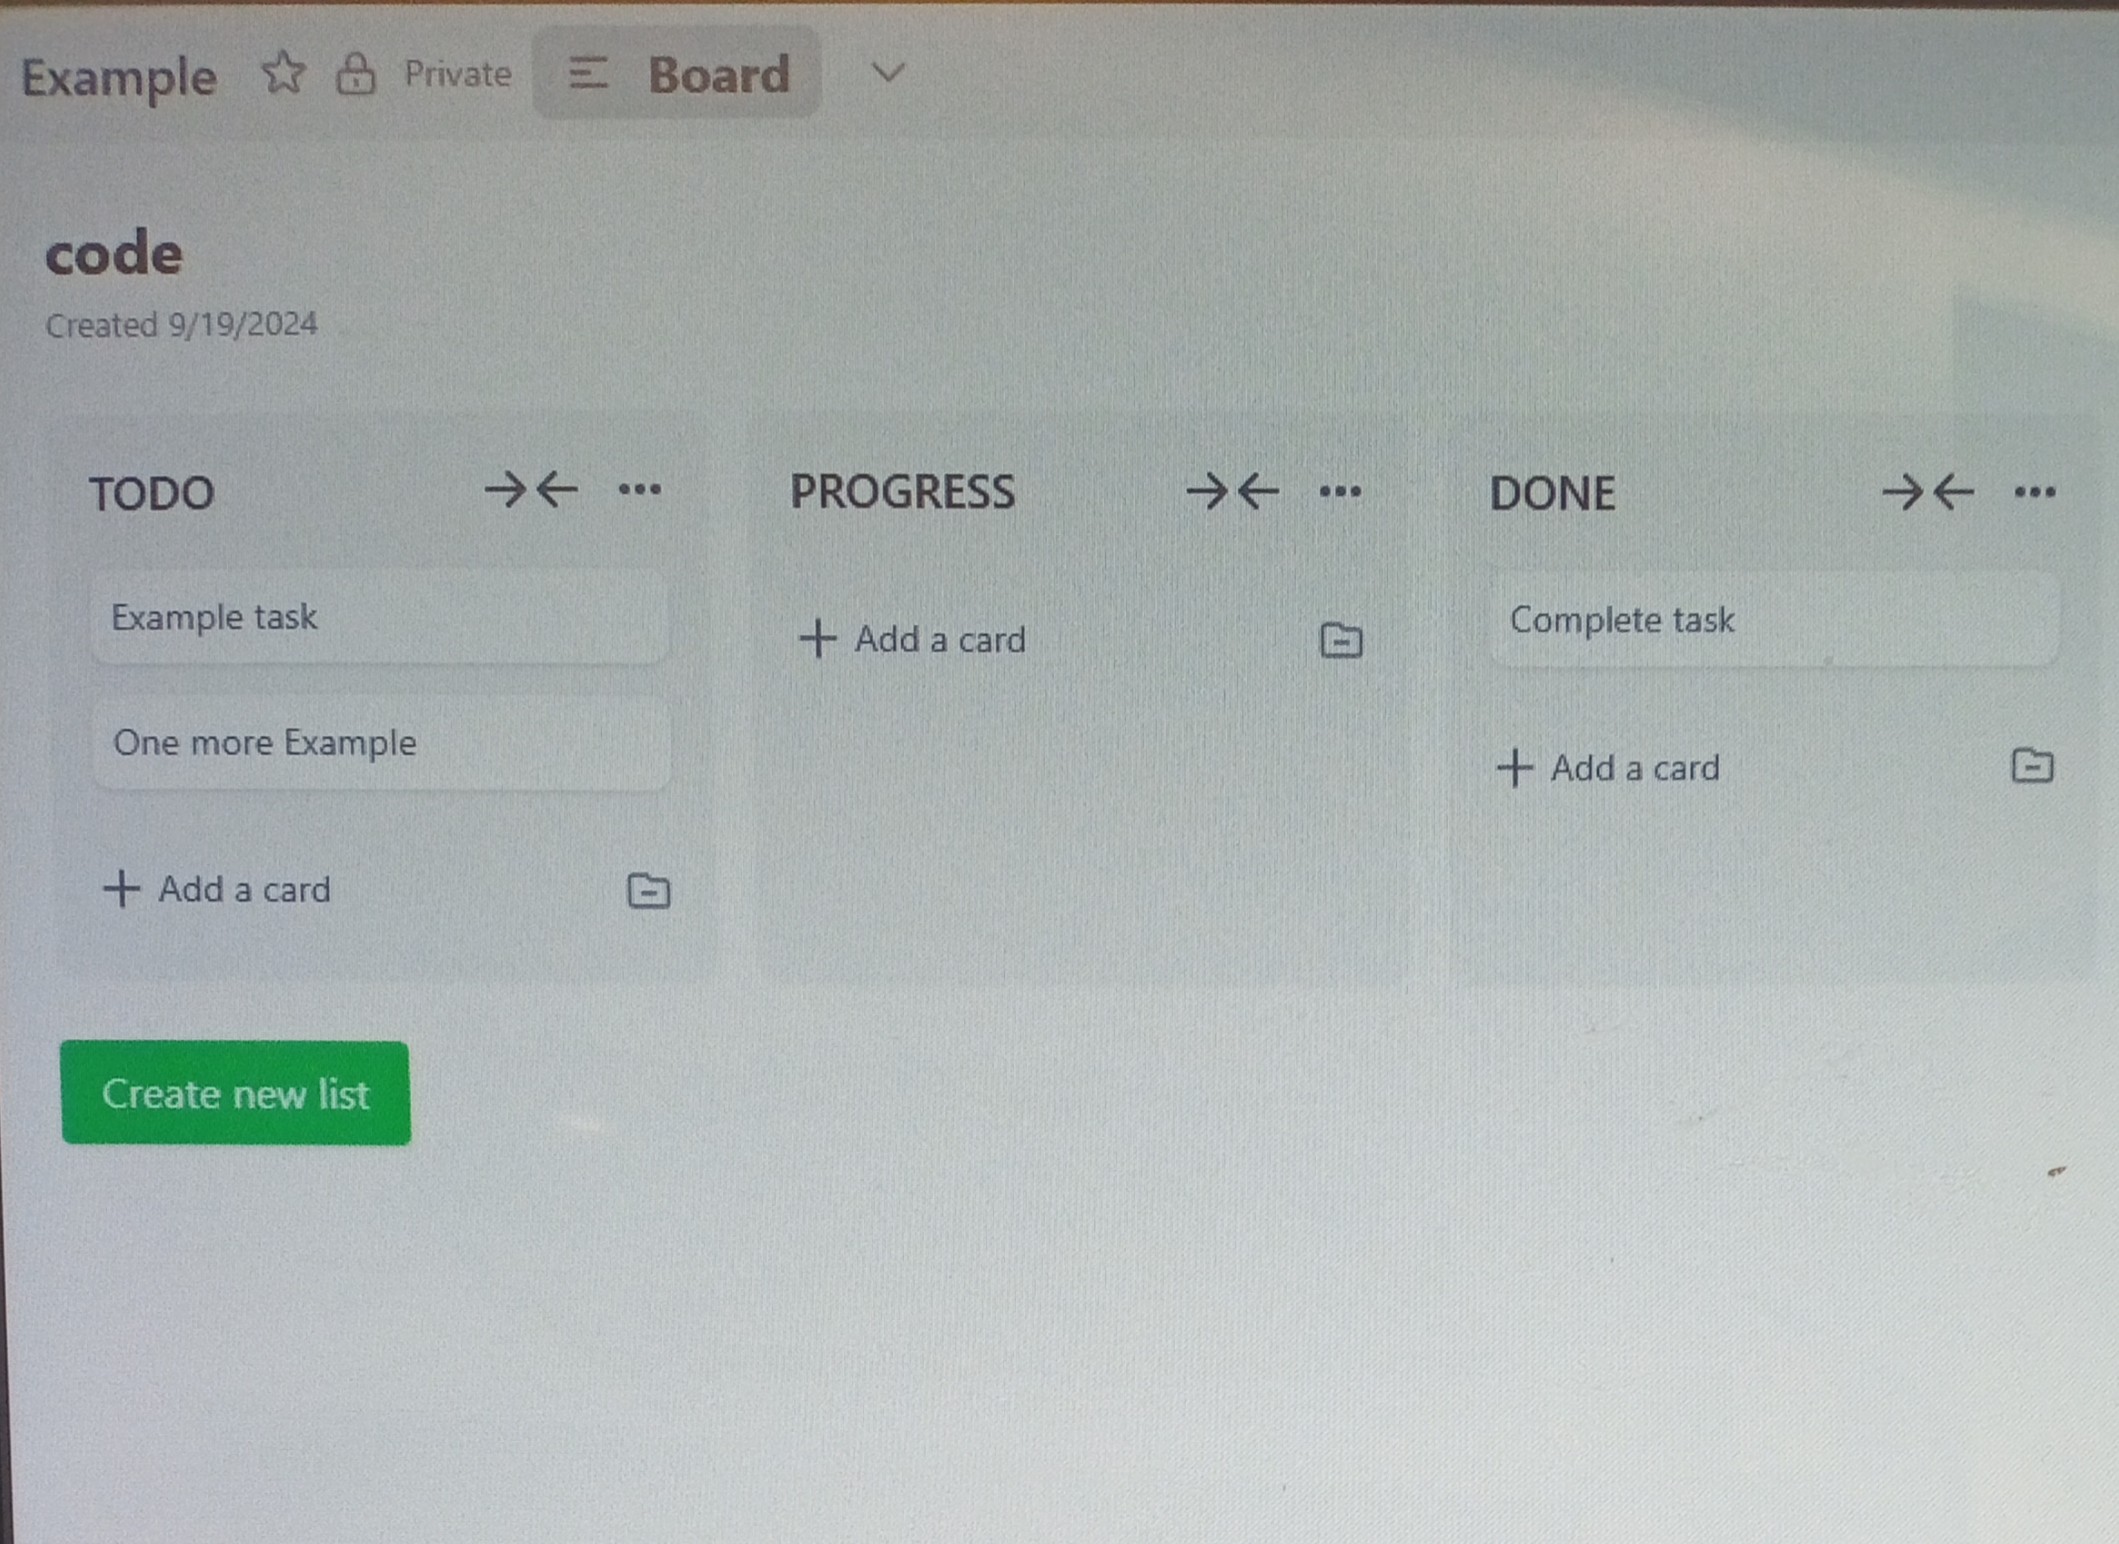 Example Private Board
code
Created 9/19/2024
TODO
Example task
One more Example
Add a card
PROGRESS
Add a card
DONE
Complete task
Add a card
Create new list